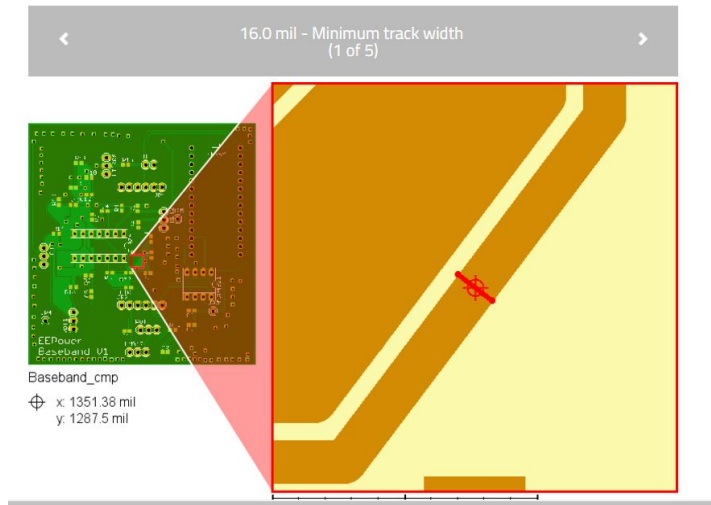 16.0 mil - Minimum track width
(1 of 5)
EEPower
Baseband V1
Baseband_cmp
x: 1351.38 mil
y: 1287.5 mil